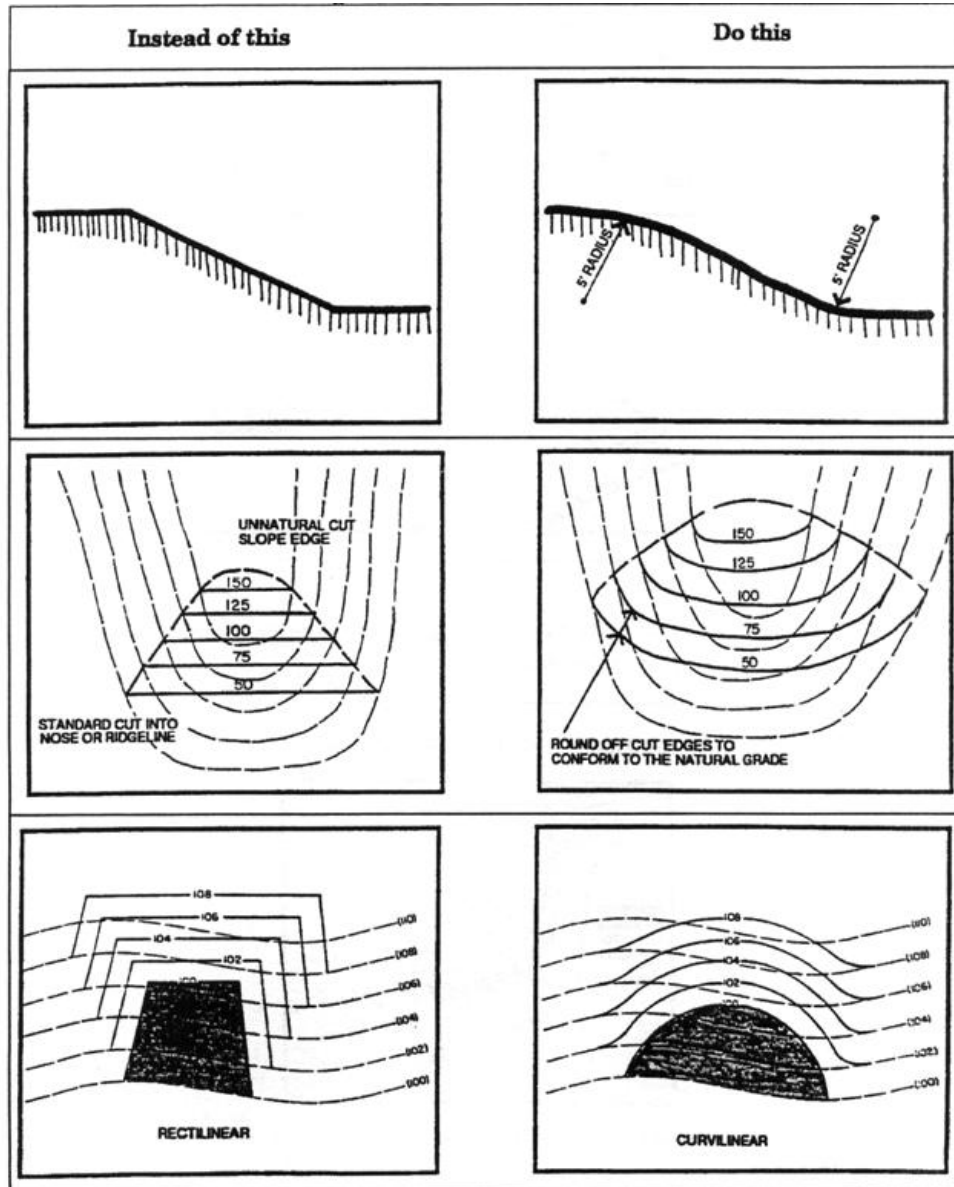 Instead of this
Do this
5' RADIUS
5' RADIUS
UNNATURAL CUT
SLOPE EDGE
150
125
100
75
50
STANDARD CUT INTO
NOSE OR RIDGELINE
150
125
100
75
50
ROUND OFF CUT EDGES TO
CONFORM TO THE NATURAL GRADE
108
106
104
102
100
(110)
(108)
(106)
(104)
(102)
(100)
RECTILINEAR
108
106
104
102
100
(110)
(108)
(106)
(104)
(102)
(100)
CURVILINEAR